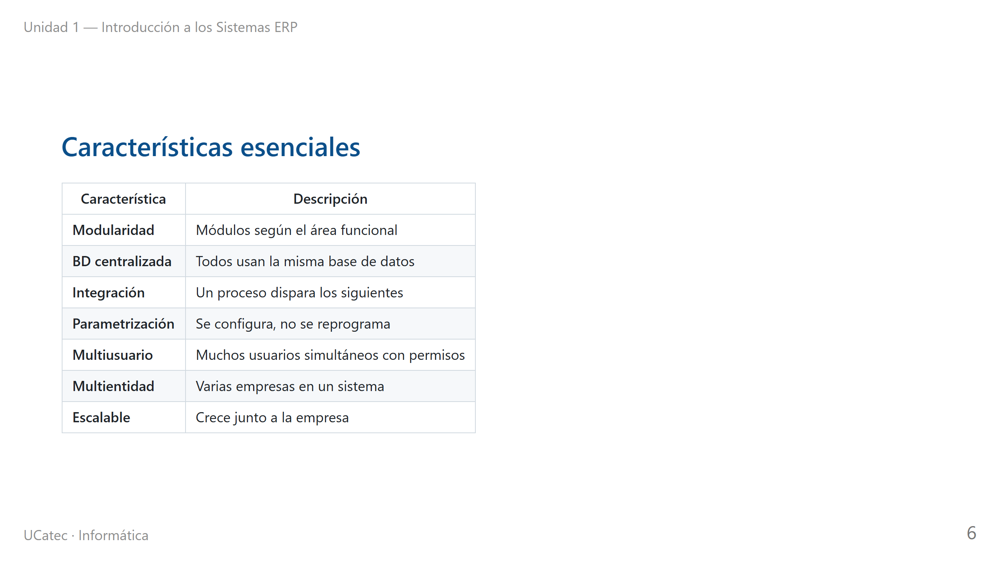 Unidad 1 — Introducción a los Sistemas ERP
Características esenciales
Característica Descripción
Modularidad Módulos según el área funcional
BD centralizada Todos usan la misma base de datos
Integración Un proceso dispara los siguientes
Parametrización Se configura, no se reprograma
Multiusuario Muchos usuarios simultáneos con permisos
Multientidad Varias empresas en un sistema
Escalable Crece junto a la empresa
UCatec · Informática
6